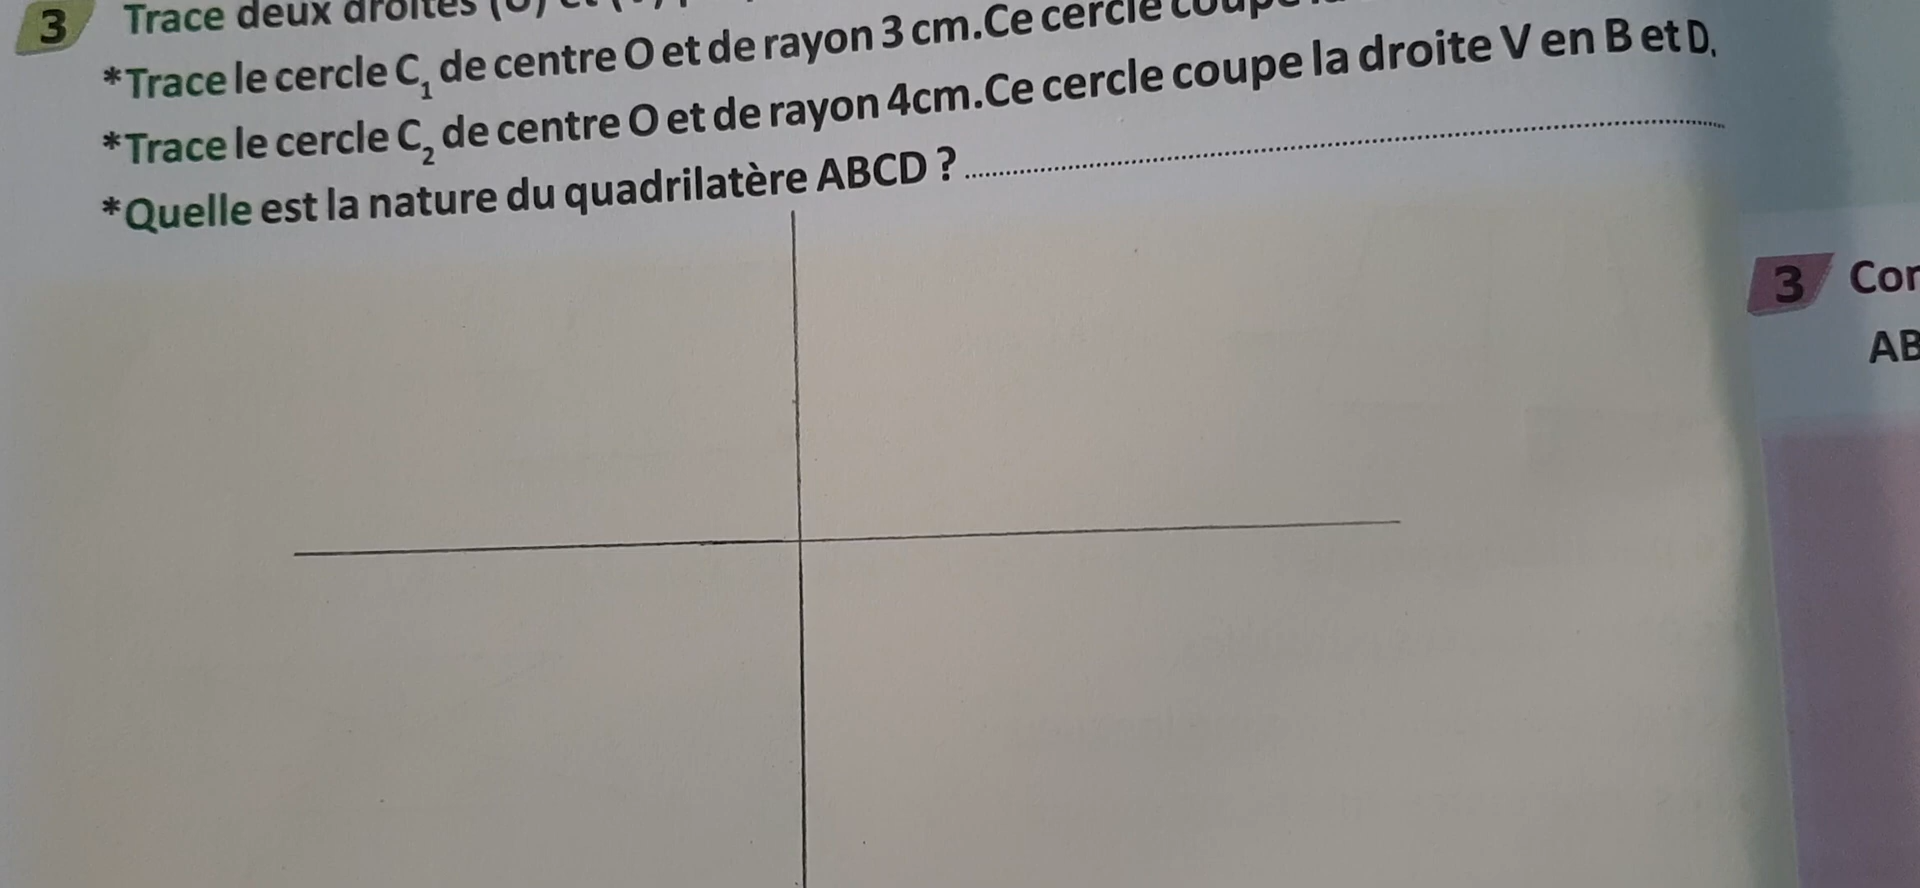 3 Trace deux droites
*Trace le cercle C₁ de centre O et de rayon 3 cm.Ce cercle coupe
*Trace le cercle C₂ de centre O et de rayon 4cm.Ce cercle coupe la droite V en B et D.
*Quelle est la nature du quadrilatère ABCD ? ........................................
3 Con
AB